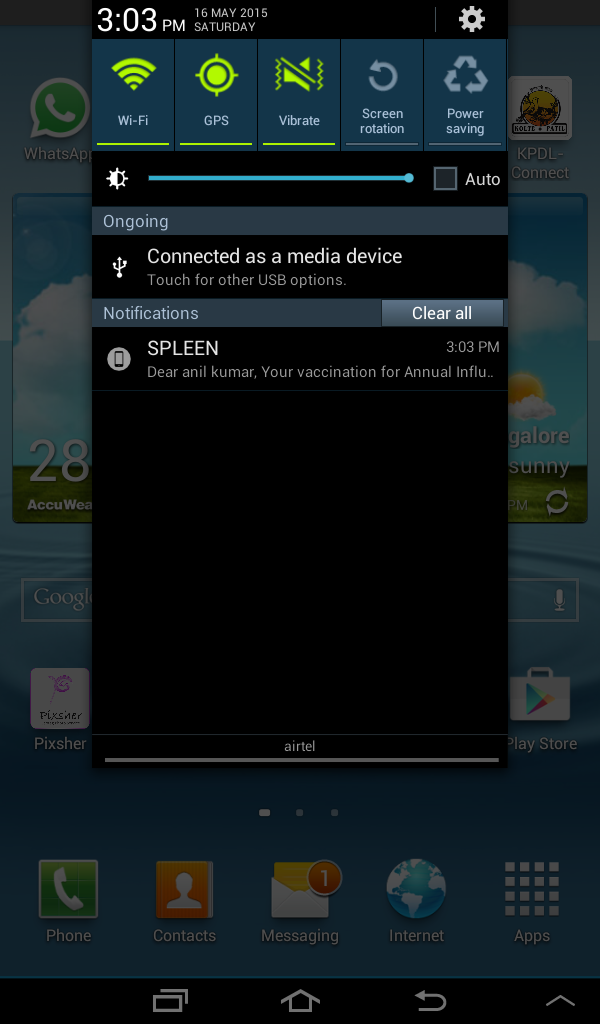 3:03 PM
16 MAY 2015
SATURDAY
Wi-Fi
GPS
Vibrate
Screen
rotation
Power
saving
Auto
Ongoing
Connected as a media device
Touch for other USB options.
Notifications
Clear all
SPLEEN
3:03 PM
Dear anil kumar, Your vaccination for Annual Influ..
WhatsApp
KPDL-
Connect
KOLTE PATIL
28
galore
sunny
AccuWea
PM
Google
Pixsher
Pixsher
Play Store
airtel
1
Phone
Contacts
Messaging
Internet
Apps